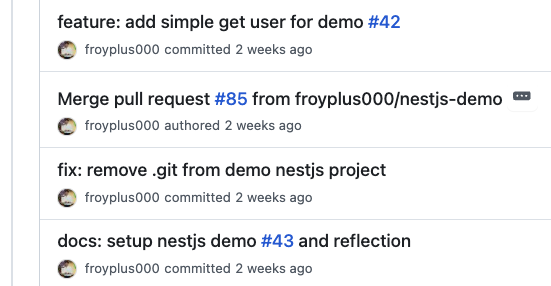 feature: add simple get user for demo #42
froyplus000 committed 2 weeks ago
Merge pull request #85 from froyplus000/nestjs-demo
froyplus000 authored 2 weeks ago
fix: remove .git from demo nestjs project
froyplus000 committed 2 weeks ago
docs: setup nestjs demo #43 and reflection
froyplus000 committed 2 weeks ago